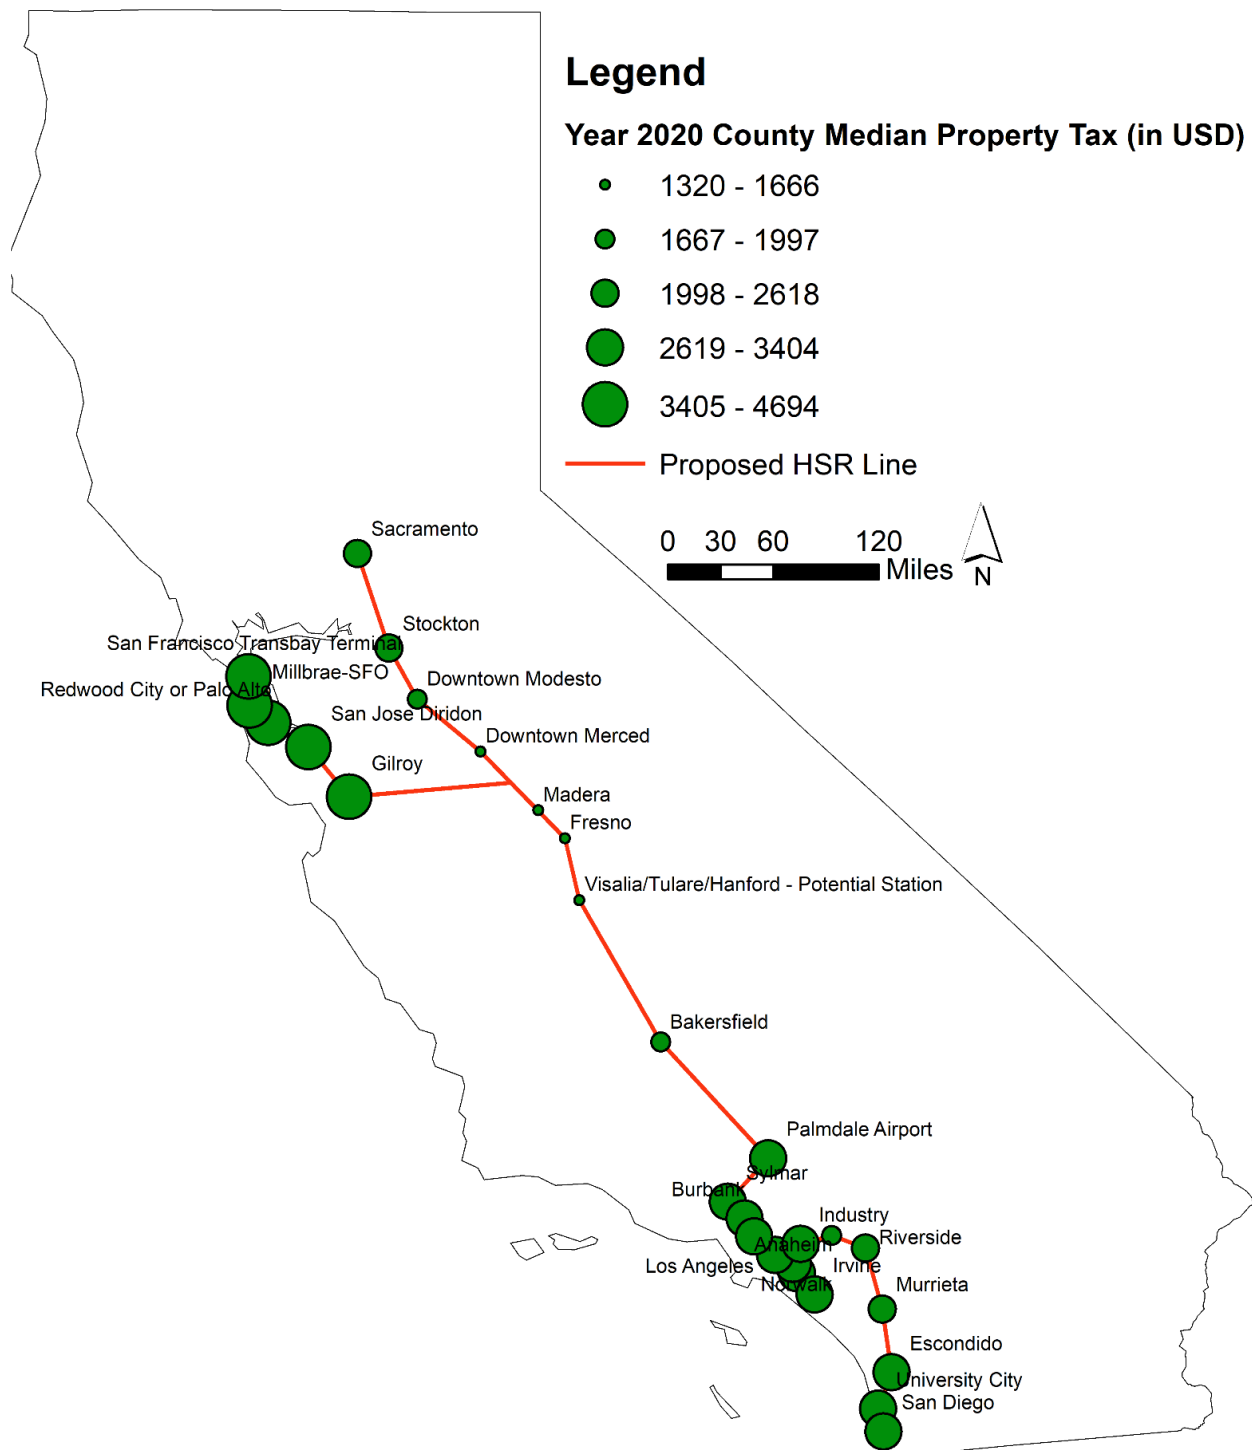 Legend
Year 2020 County Median Property Tax (in USD)
1320 - 1666
1667 - 1997
1998 - 2618
2619 - 3404
3405 - 4694
Proposed HSR Line
0 30 60 120
Miles
N
Sacramento
Stockton
San Francisco Transbay Terminal
Millbrae-SFO
Downtown Modesto
Redwood City or Palo Alto
San Jose Diridon
Downtown Merced
Gilroy
Madera
Fresno
Visalia/Tulare/Hanford - Potential Station
Bakersfield
Palmdale Airport
Sylmar
Burbank
Industry
Riverside
Anaheim
Los Angeles
Irvine
Norwalk
Murrieta
Escondido
University City
San Diego